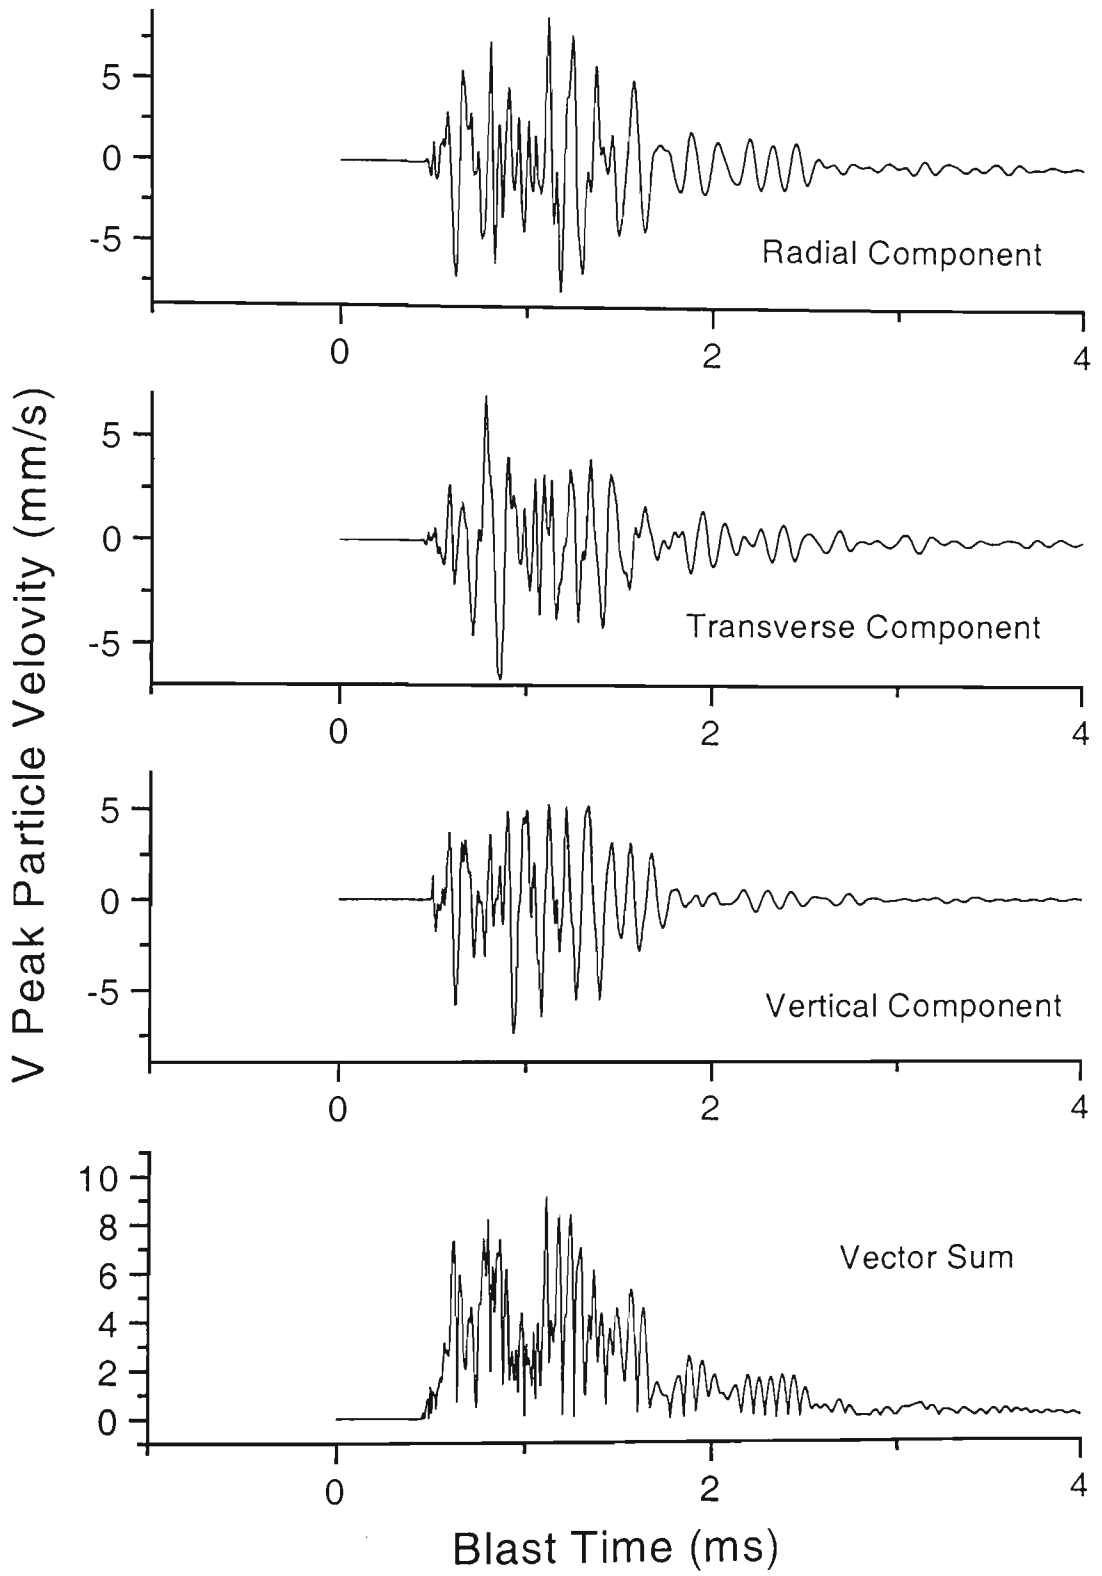 V Peak Particle Velovity (mm/s)
5
0
-5
Radial Component
0 2 4
5
0
-5
Transverse Component
0 2 4
5
0
-5
Vertical Component
0 2 4
10
8
6
4
2
0
Vector Sum
0 2 4
Blast Time (ms)